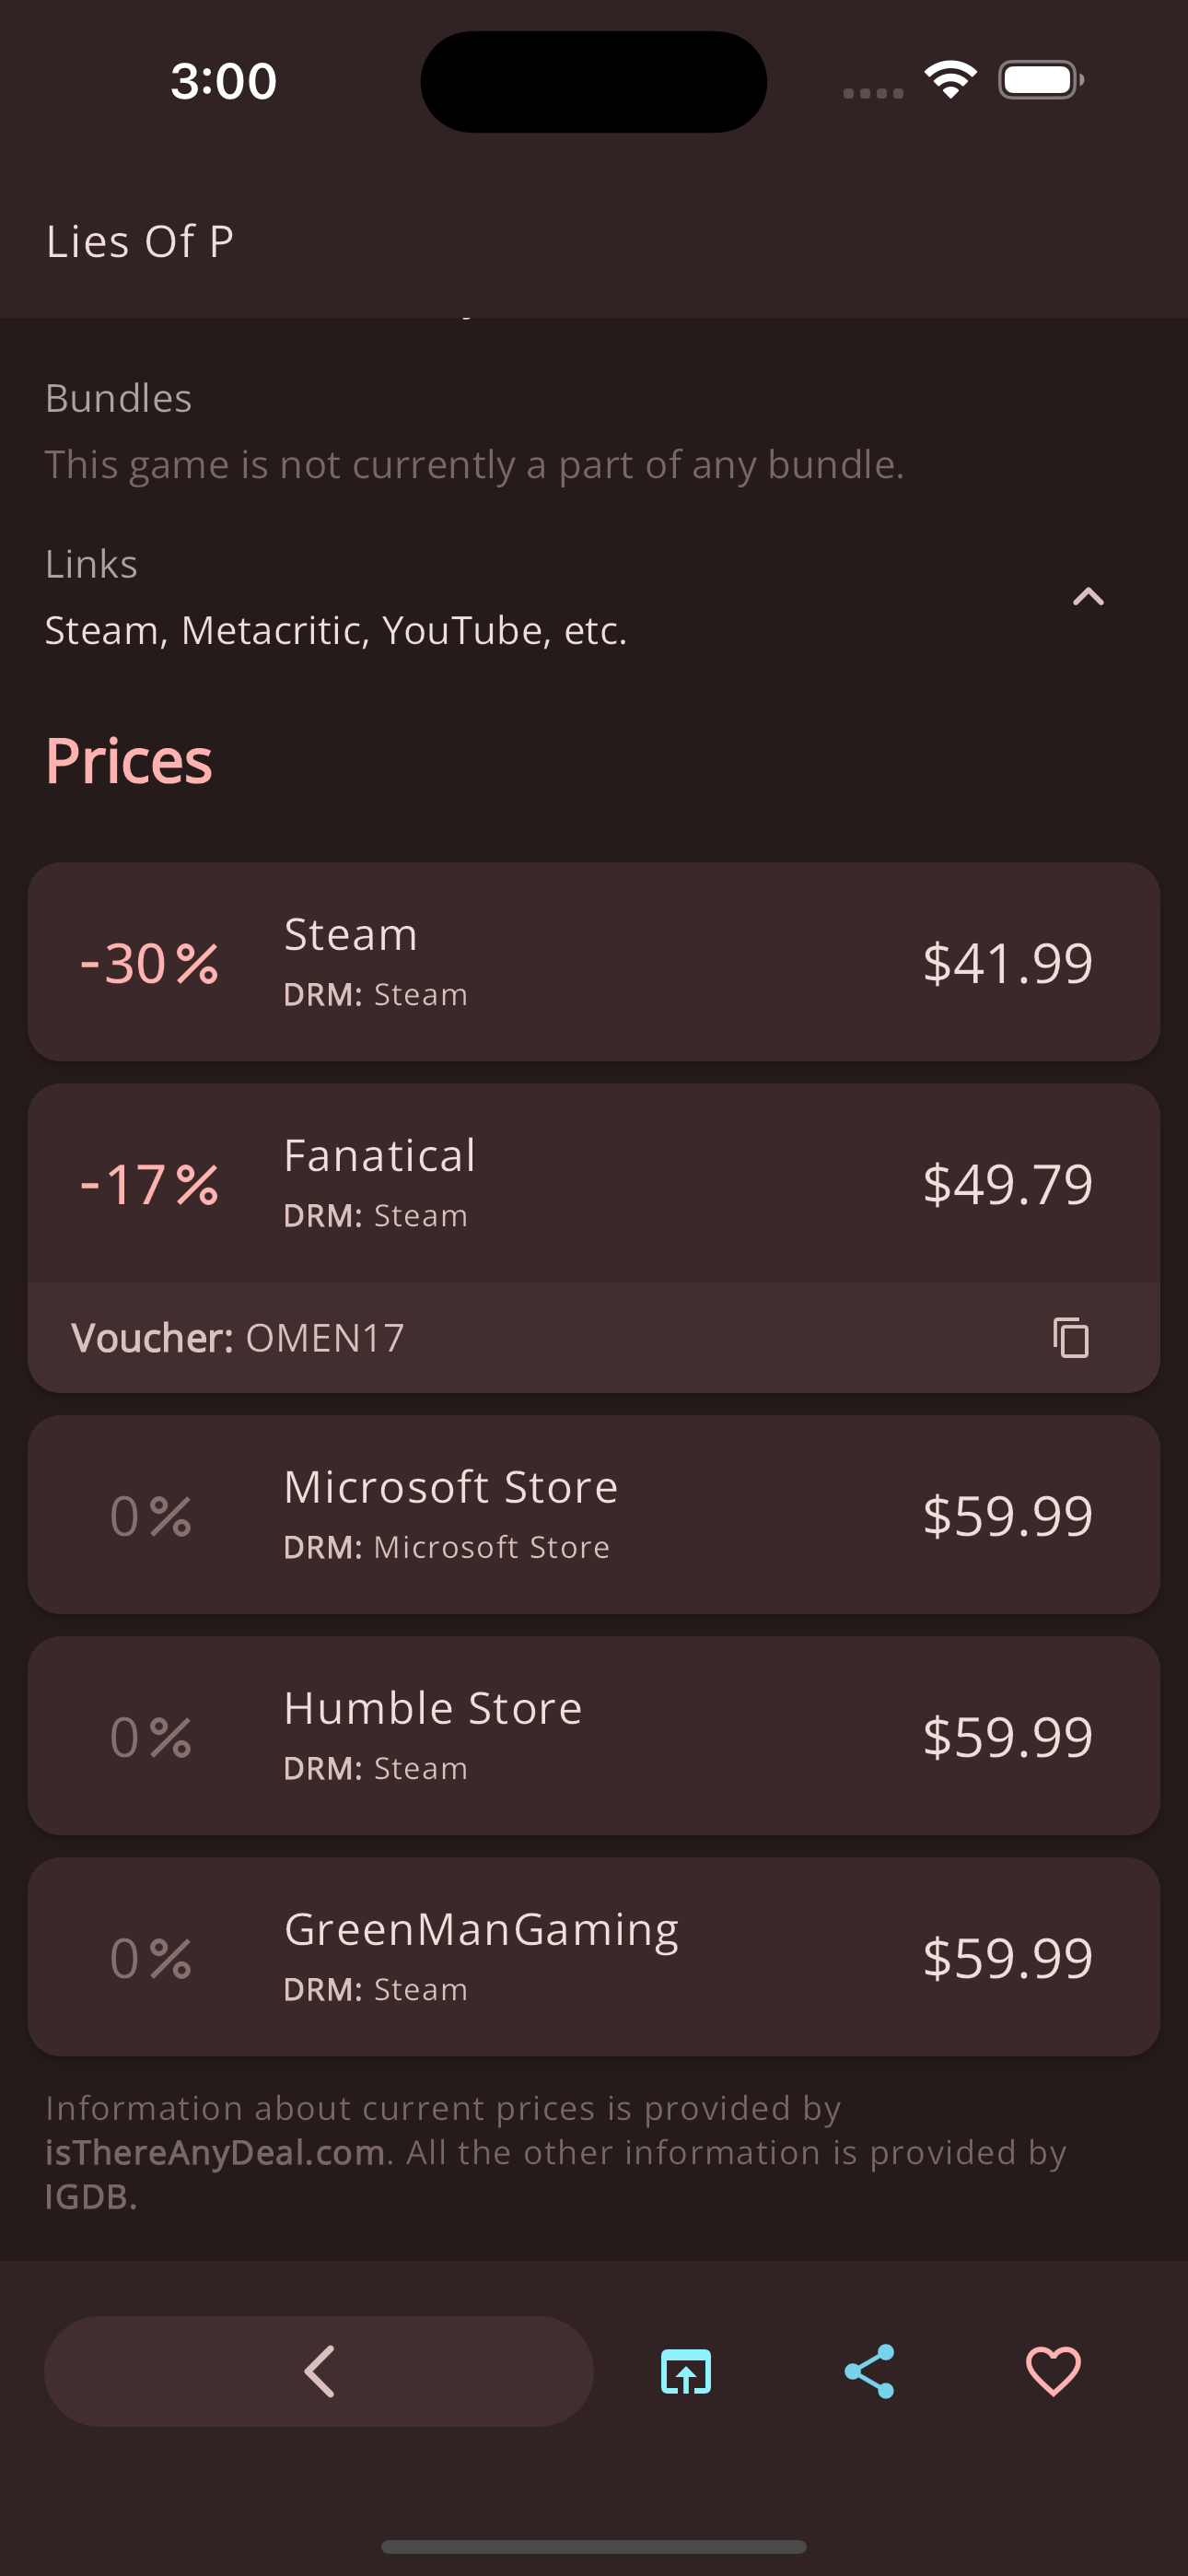 3:00
Lies Of P
Bundles
This game is not currently a part of any bundle.
Links
Steam, Metacritic, YouTube, etc.
Prices
-30%
Steam
DRM: Steam
$41.99
-17%
Fanatical
DRM: Steam
$49.79
Voucher: OMEN17
0%
Microsoft Store
DRM: Microsoft Store
$59.99
0%
Humble Store
DRM: Steam
$59.99
0%
GreenManGaming
DRM: Steam
$59.99
Information about current prices is provided by
isThereAnyDeal.com. All the other information is provided by
IGDB.